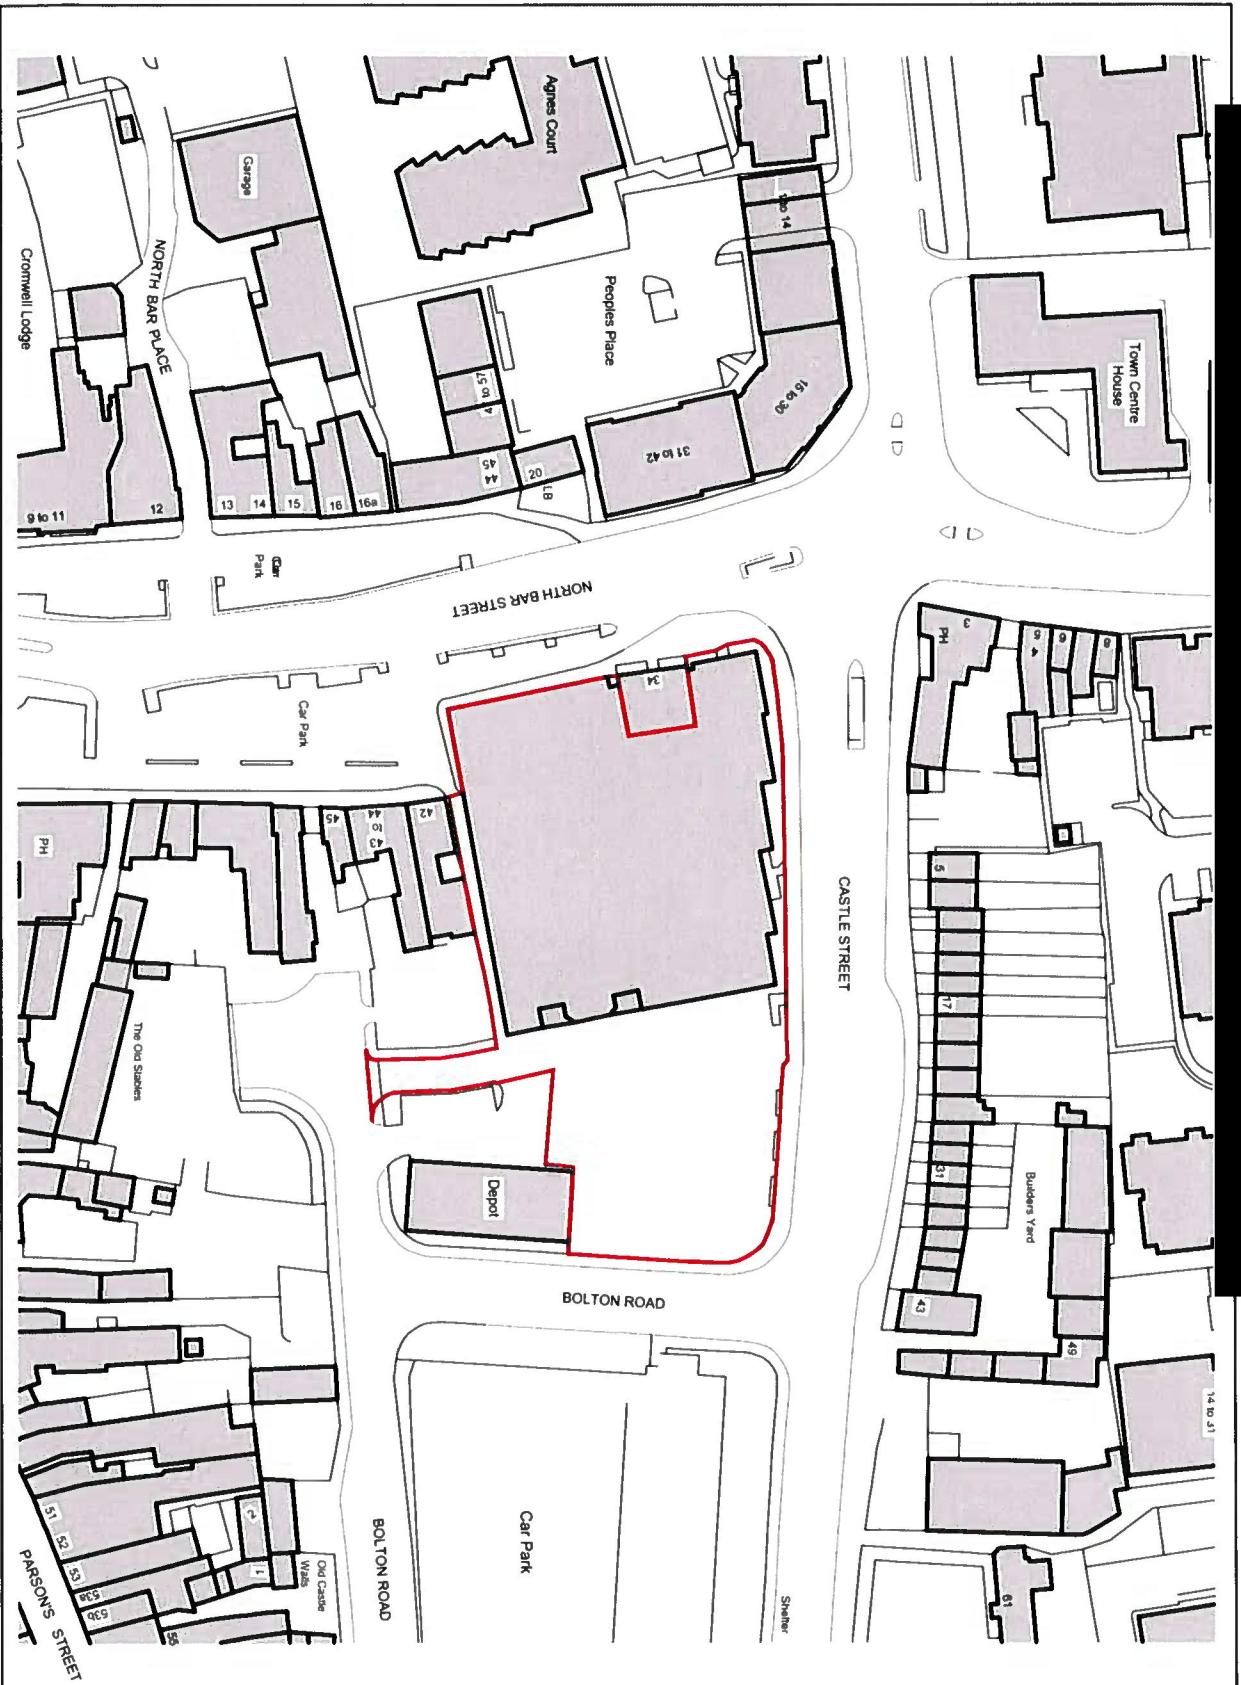 Agnes Court
Garage
NORTH BAR PLACE
Cromwell Lodge
Peoples Place
15 to 30
31 to 42
4 to 57
44
45
20
LB
16a
16
15
14
13
12
9 to 11
Town Centre
House
Car
Park
NORTH BAR STREET
3
PH
4
6
8
34
Car Park
CASTLE STREET
5
17
31
43
49
Builders Yard
14 to 31
42
43
to
44
45
PH
The Old Stables
Depot
BOLTON ROAD
Car Park
BOLTON ROAD
Shelter
61
Old Castle
Walls
1
2
51
52
53
53a
53b
55
PARSON'S STREET